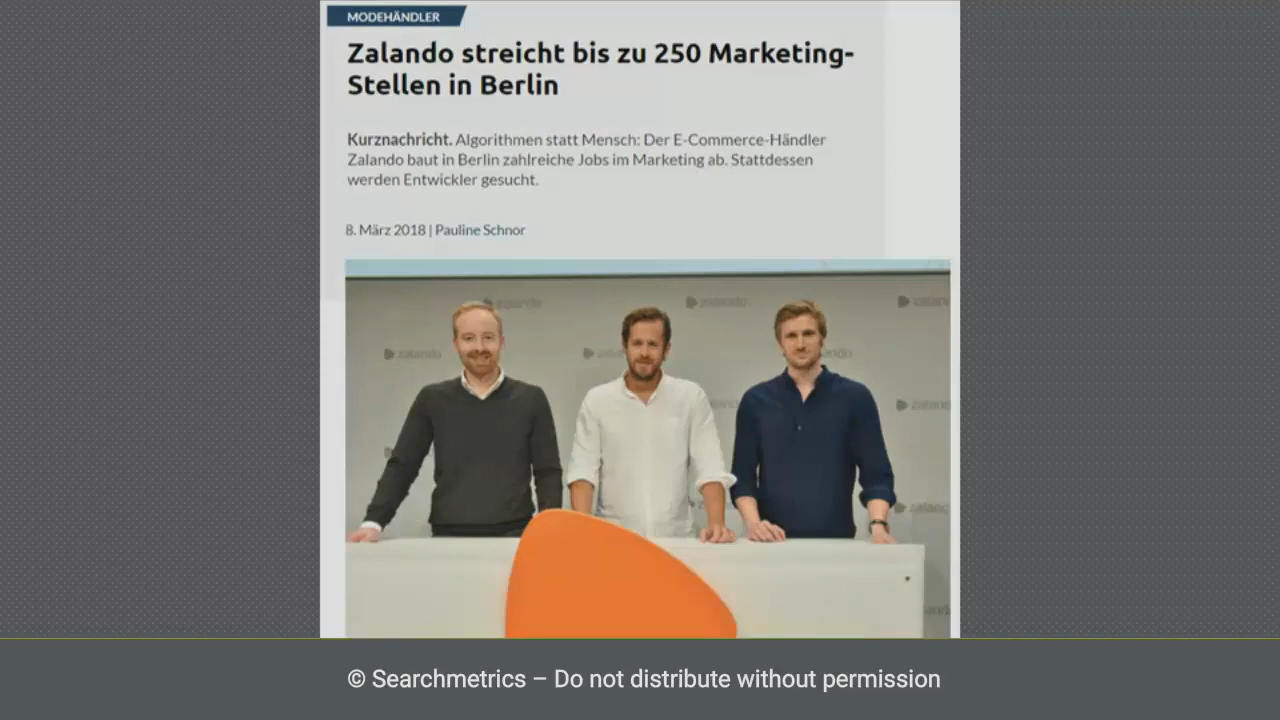 MODEHÄNDLER
Zalando streicht bis zu 250 Marketing-
Stellen in Berlin
Kurznachricht. Algorithmen statt Mensch: Der E-Commerce-Händler
Zalando baut in Berlin zahlreiche Jobs im Marketing ab. Stattdessen
werden Entwickler gesucht.
8. März 2018 | Pauline Schnor
zalando
zalando
zalando
© Searchmetrics – Do not distribute without permission